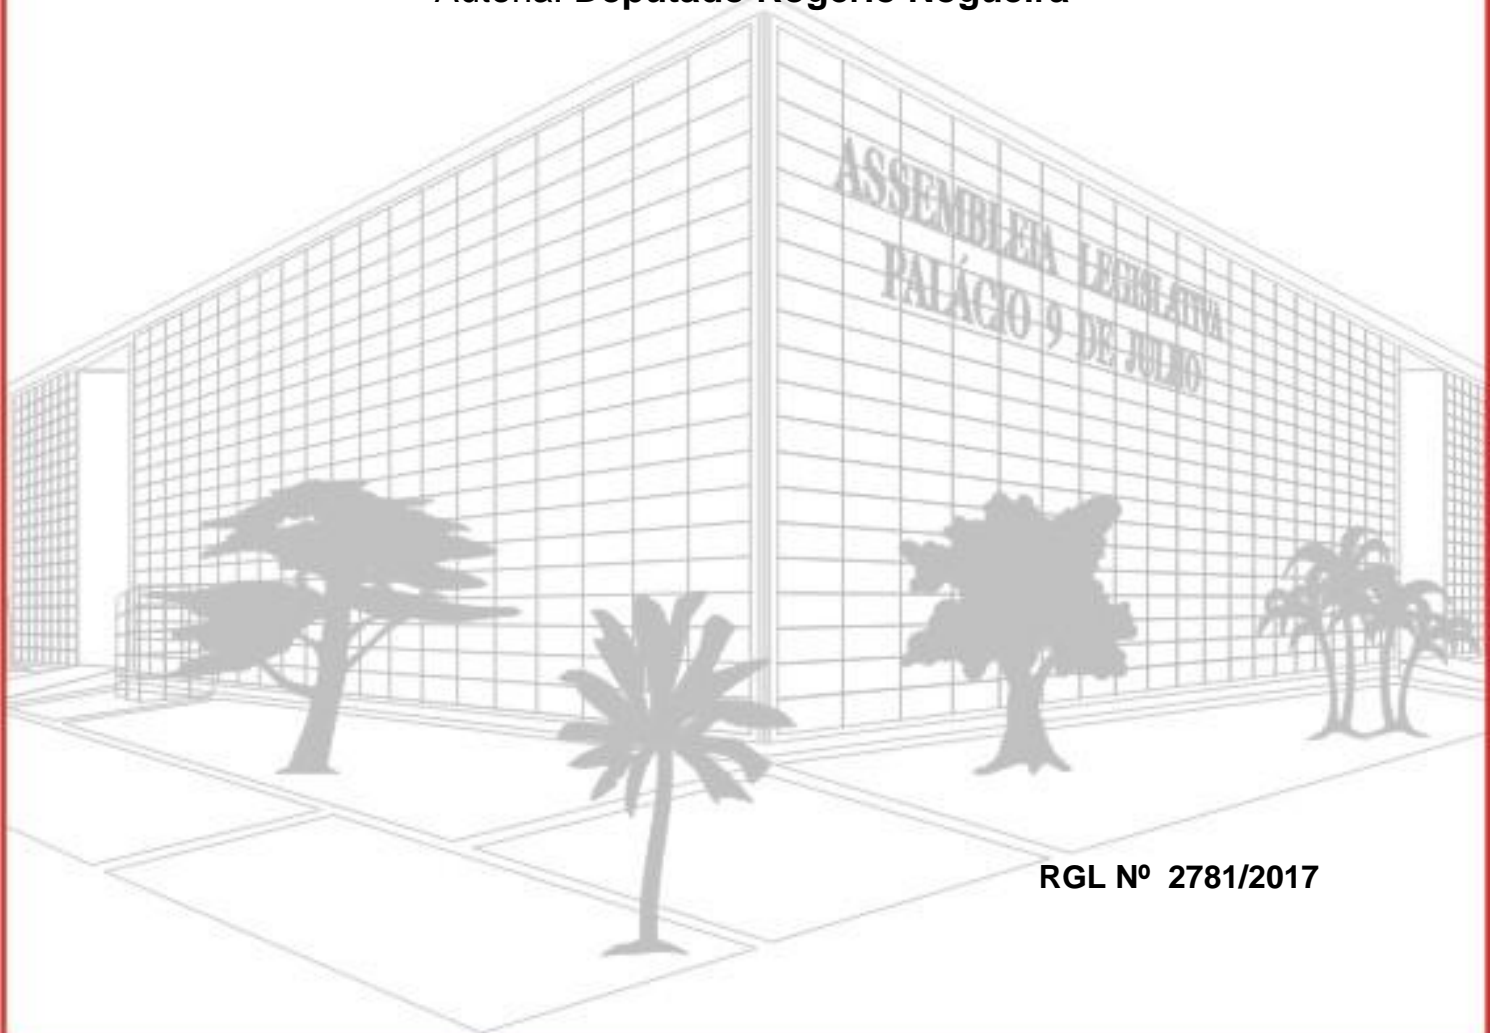 Autoria: Deputado Rogério Nogueira
ASSEMBLEIA LEGISLATIVA
PALÁCIO 9 DE JULHO
RGL Nº 2781/2017